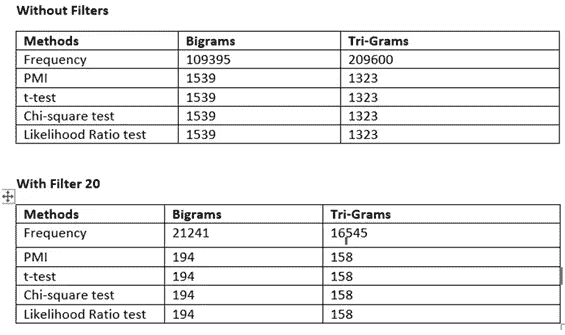 Without Filters
Methods Bigrams Tri-Grams
Frequency 109395 209600
PMI 1539 1323
t-test 1539 1323
Chi-square test 1539 1323
Likelihood Ratio test 1539 1323
With Filter 20
Methods Bigrams Tri-Grams
Frequency 21241 16545
PMI 194 158
t-test 194 158
Chi-square test 194 158
Likelihood Ratio test 194 158